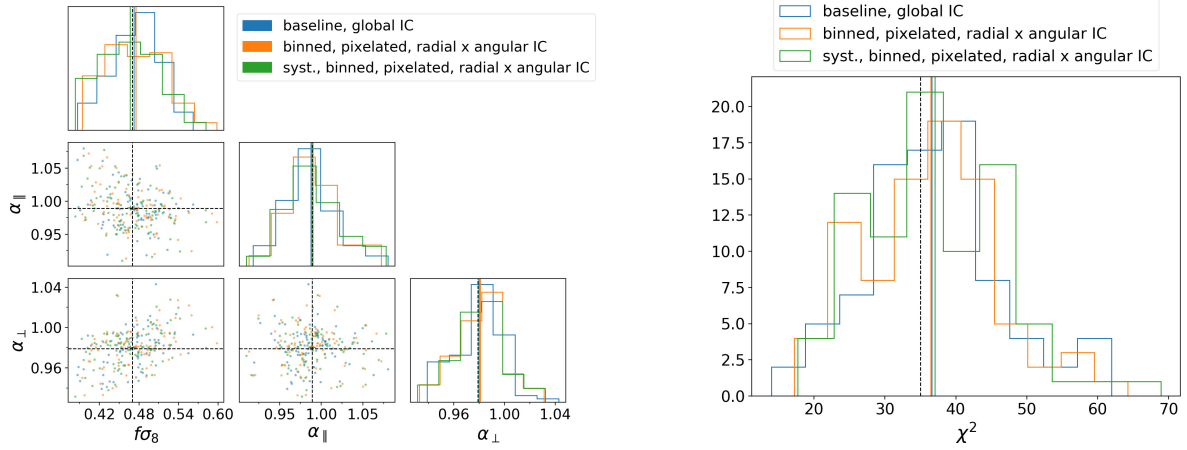 baseline, global IC
binned, pixelated, radial x angular IC
syst., binned, pixelated, radial x angular IC
1.05
1.00
0.95
α∥
1.04
1.00
0.96
α⊥
0.42 0.48 0.54 0.60
fσ8
0.95 1.00 1.05
α∥
0.96 1.00 1.04
α⊥
baseline, global IC
binned, pixelated, radial x angular IC
syst., binned, pixelated, radial x angular IC
20.0
17.5
15.0
12.5
10.0
7.5
5.0
2.5
0.0
20 30 40 50 60 70
χ²